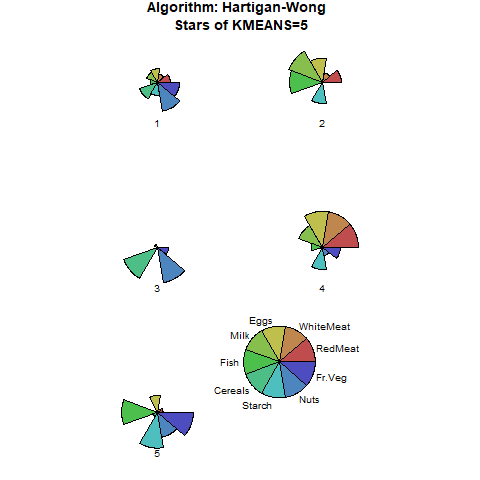 Algorithm: Hartigan-Wong
Stars of KMEANS=5
1
2
3
4
Eggs
WhiteMeat
Milk
RedMeat
Fish
Fr.Veg
Cereals
Nuts
Starch
5